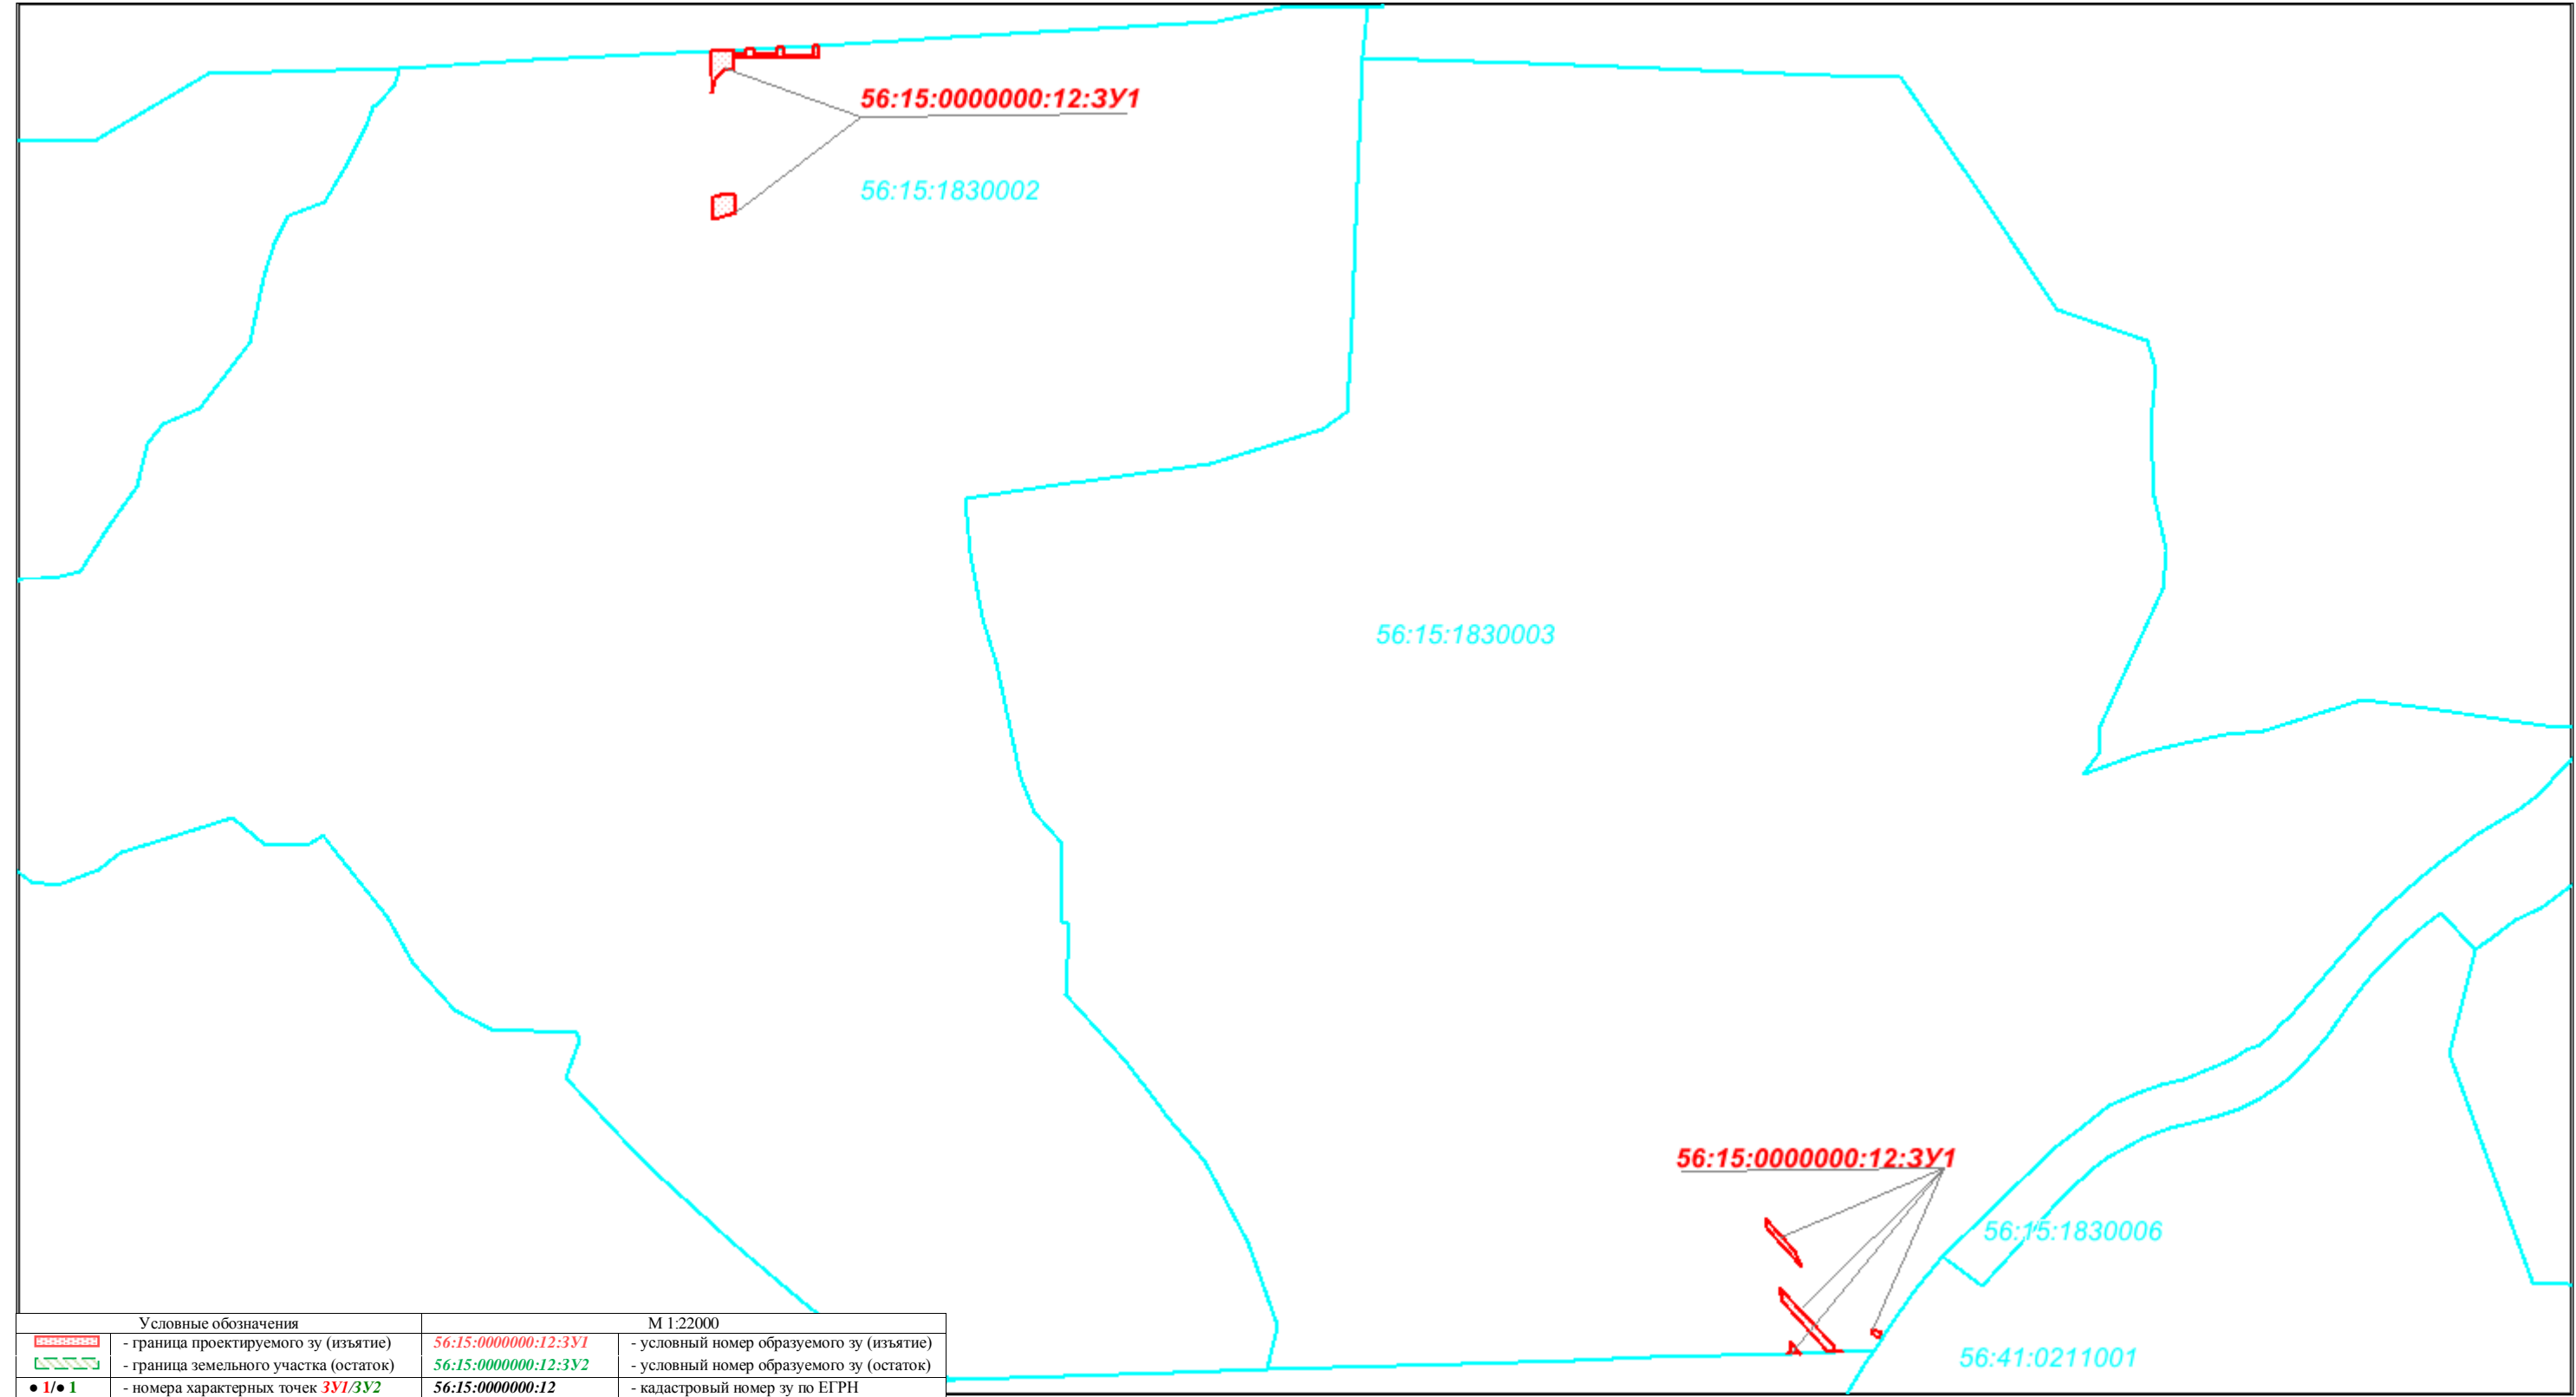 56:15:0000000:12:ЗУ1
56:15:1830002
56:15:1830003
56:15:0000000:12:ЗУ1
56:15:1830006
56:41:0211001
Условные обозначения М 1:22000
- граница проектируемого зу (изъятие) 56:15:0000000:12:ЗУ1 - условный номер образуемого зу (изъятие)
- граница земельного участка (остаток) 56:15:0000000:12:ЗУ2 - условный номер образуемого зу (остаток)
● 1/● 1 - номера характерных точек ЗУ1/ЗУ2 56:15:0000000:12 - кадастровый номер зу по ЕГРН